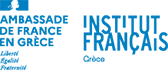 AMBASSADE
DE FRANCE
EN GRÈCE
Liberté
Égalité
Fraternité
INSTITUT
FRANÇAIS
Grèce